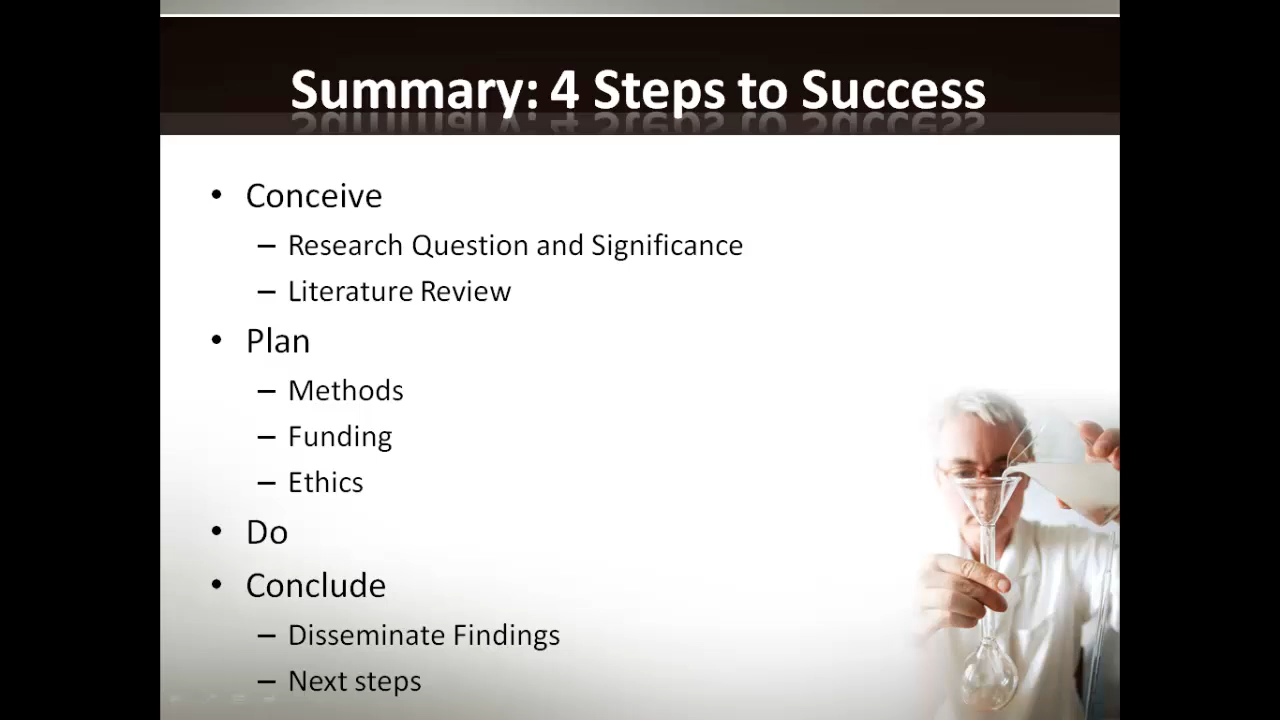 Summary: 4 Steps to Success
• Conceive
– Research Question and Significance
– Literature Review
• Plan
– Methods
– Funding
– Ethics
• Do
• Conclude
– Disseminate Findings
– Next steps